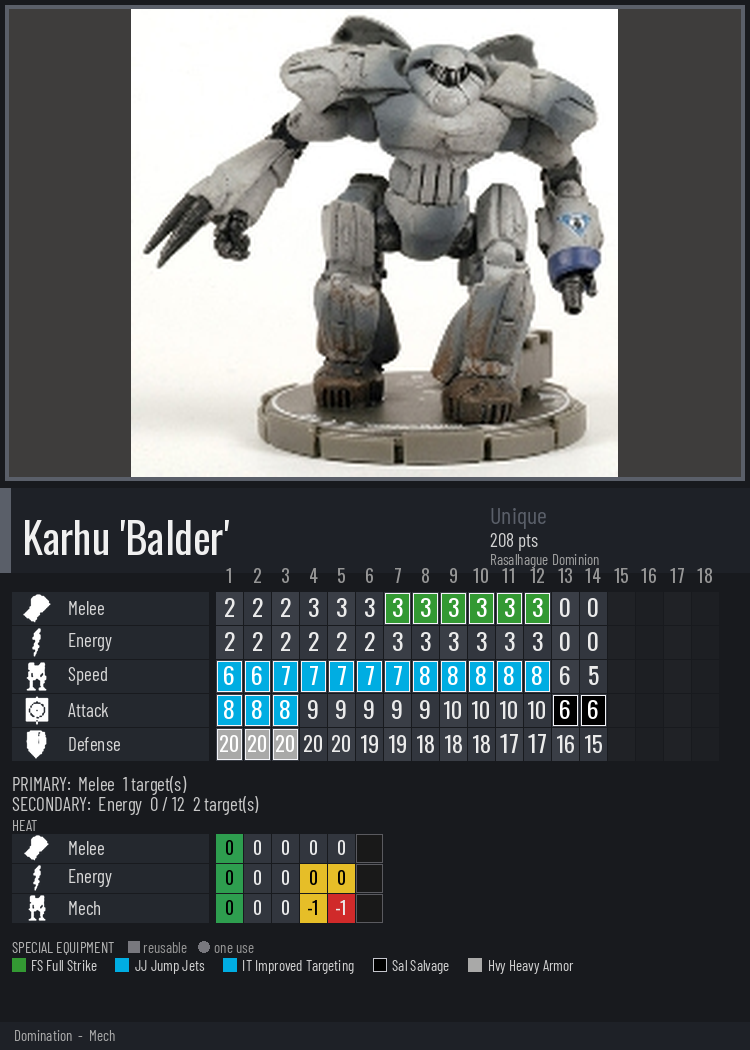 Karhu 'Balder'
Unique
208 pts
Rasalhague Dominion
1 2 3 4 5 6 7 8 9 10 11 12 13 14 15 16 17 18
Melee 2 2 2 3 3 3 3 3 3 3 3 3 0 0
Energy 2 2 2 2 2 2 3 3 3 3 3 3 0 0
Speed 6 6 7 7 7 7 7 8 8 8 8 8 6 5
Attack 8 8 8 9 9 9 9 9 10 10 10 10 6 6
Defense 20 20 20 20 20 19 19 18 18 18 17 17 16 15
PRIMARY: Melee 1 target(s)
SECONDARY: Energy 0 / 12 2 target(s)
HEAT
Melee 0 0 0 0 0
Energy 0 0 0 0 0
Mech 0 0 0 -1 -1
SPECIAL EQUIPMENT reusable one use
FS Full Strike JJ Jump Jets IT Improved Targeting Sal Salvage Hvy Heavy Armor
Domination - Mech